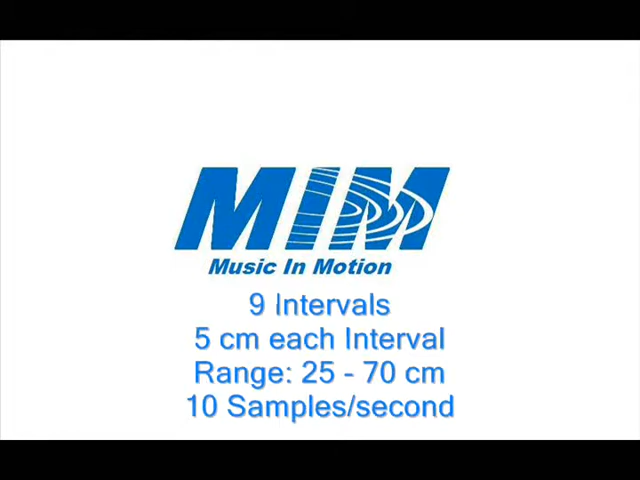 MIM
Music In Motion
9 Intervals
5 cm each Interval
Range: 25 - 70 cm
10 Samples/second